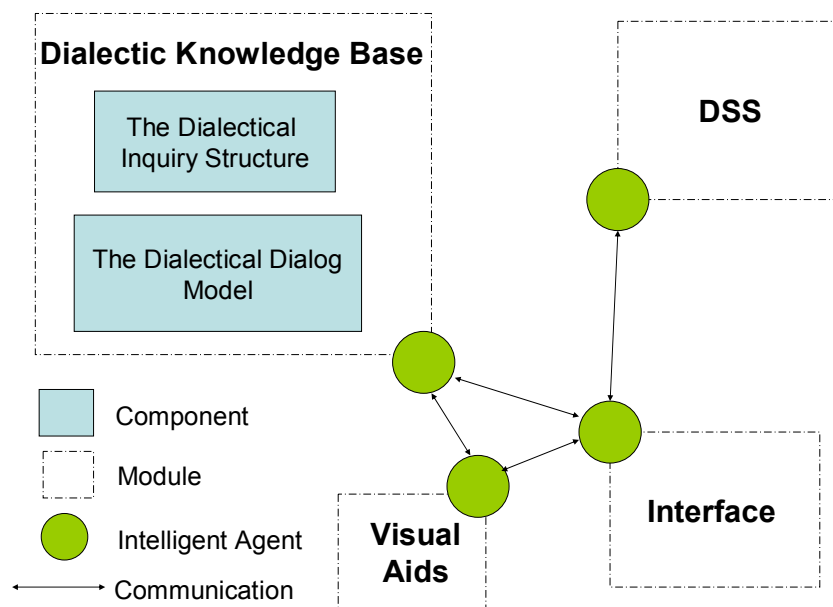 Dialectic Knowledge Base
The Dialectical
Inquiry Structure
The Dialectical Dialog
Model
DSS
Component
Module
Intelligent Agent
Communication
Visual
Aids
Interface